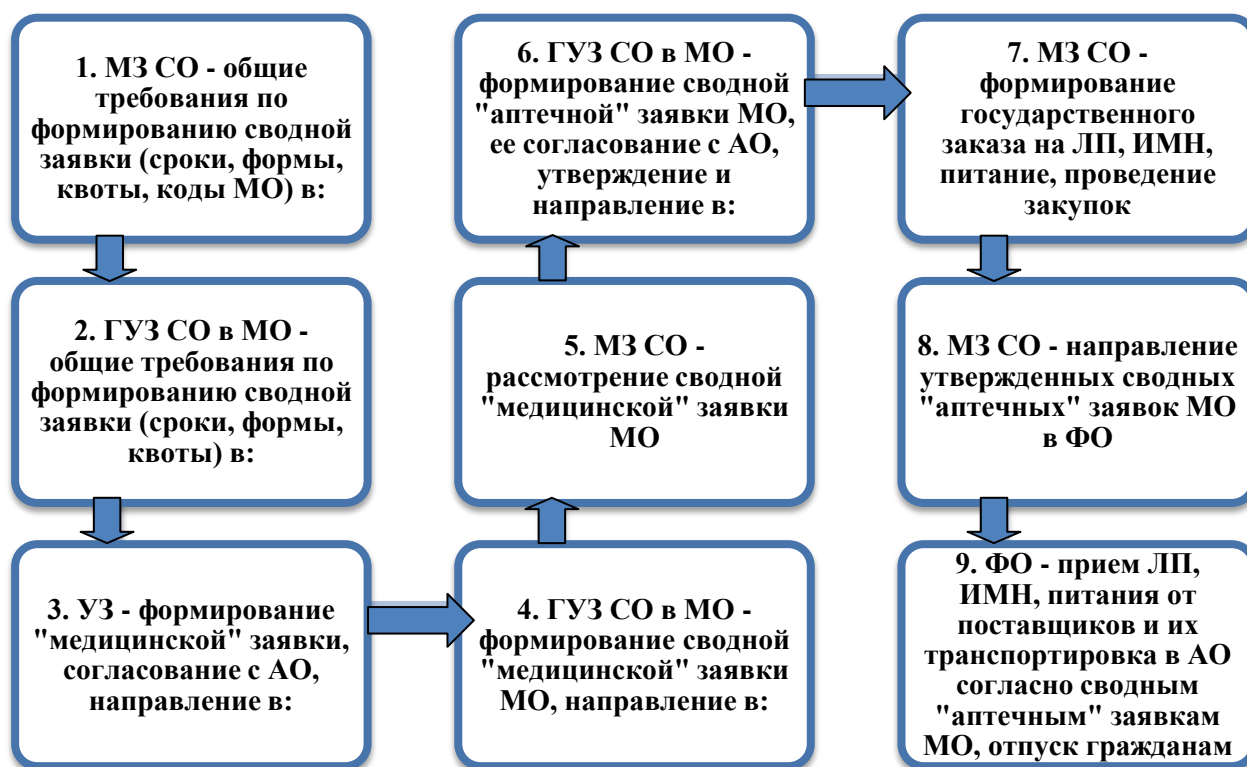 1. МЗ СО - общие
требования по
формированию сводной
заявки (сроки, формы,
квоты, коды МО) в:
2. ГУЗ СО в МО -
общие требования по
формированию сводной
заявки (сроки, формы,
квоты) в:
3. УЗ - формирование
"медицинской" заявки,
согласование с АО,
направление в:
4. ГУЗ СО в МО -
формирование сводной
"медицинской" заявки
МО, направление в:
5. МЗ СО -
рассмотрение сводной
"медицинской" заявки
МО
6. ГУЗ СО в МО -
формирование сводной
"аптечной" заявки МО,
ее согласование с АО,
утверждение и
направление в:
7. МЗ СО -
формирование
государственного
заказа на ЛП, ИМН,
питание, проведение
закупок
8. МЗ СО - направление
утвержденных сводных
"аптечных" заявок МО
в ФО
9. ФО - прием ЛП,
ИМН, питания от
поставщиков и их
транспортировка в АО
согласно сводным
"аптечным" заявкам
МО, отпуск гражданам